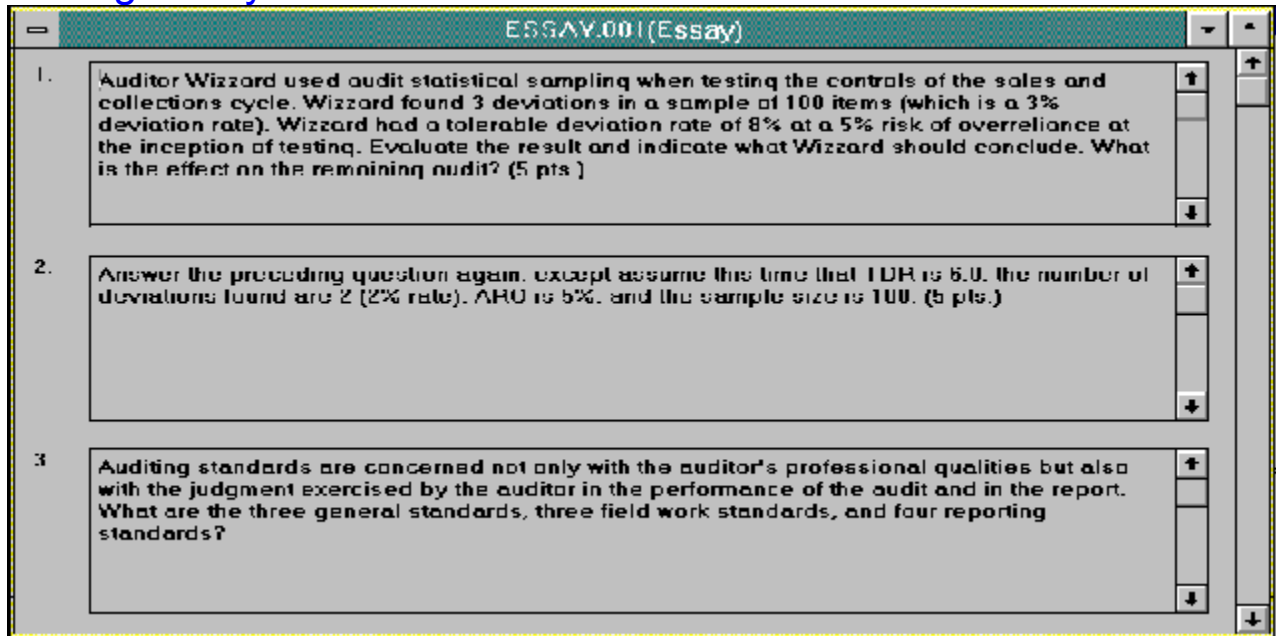 ESSAY.001(Essay)
1.
Auditor Wizzard used audit statistical sampling when testing the controls of the sales and
collections cycle. Wizzard found 3 deviations in a sample of 100 items (which is a 3%
deviation rate). Wizzard had a tolerable deviation rate of 8% at a 5% risk of overreliance at
the inception of testing. Evaluate the result and indicate what Wizzard should conclude. What
is the effect on the remaining audit? (5 pts.)
2.
Answer the preceding question again, except assume this time that TDR is 6.0, the number of
deviations found are 2 (2% rate), ARO is 5%, and the sample size is 100. (5 pts.)
3
Auditing standards are concerned not only with the auditor's professional qualities but also
with the judgment exercised by the auditor in the performance of the audit and in the report.
What are the three general standards, three field work standards, and four reporting
standards?